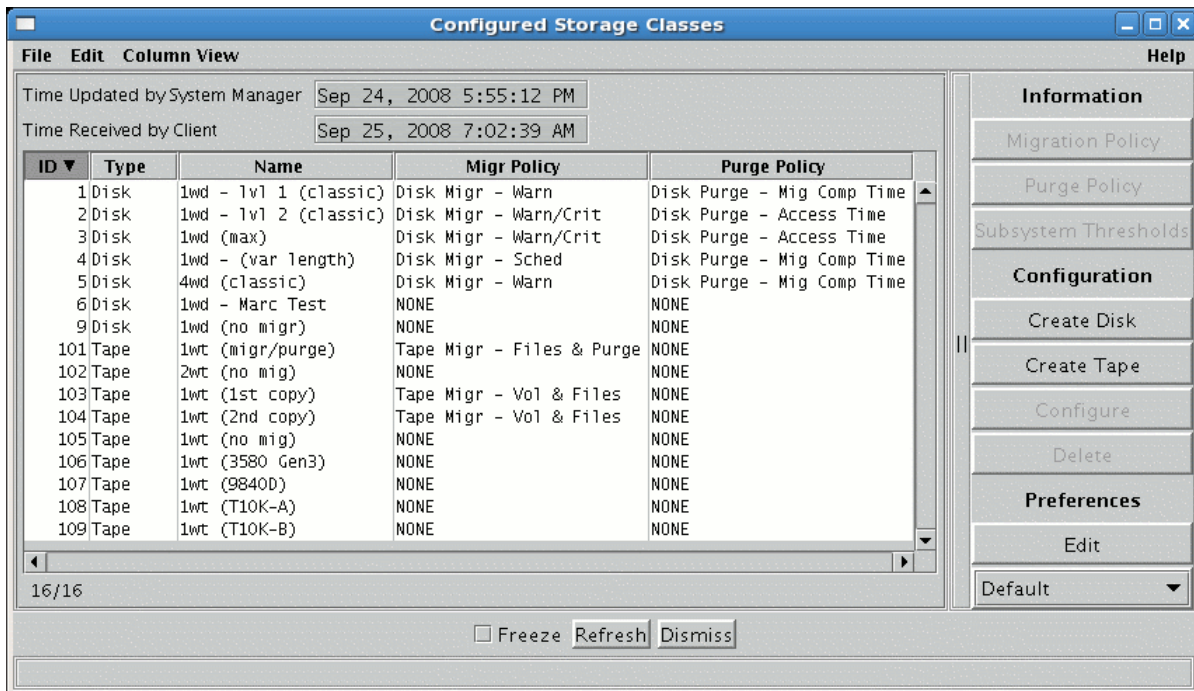 Configured Storage Classes
File Edit Column View Help
Time Updated by System Manager Sep 24, 2008 5:55:12 PM
Time Received by Client Sep 25, 2008 7:02:39 AM
ID ▼ Type Name Migr Policy Purge Policy
1 Disk 1wd - lvl 1 (classic) Disk Migr - Warn Disk Purge - Mig Comp Time
2 Disk 1wd - lvl 2 (classic) Disk Migr - Warn/Crit Disk Purge - Access Time
3 Disk 1wd (max) Disk Migr - Warn/Crit Disk Purge - Access Time
4 Disk 1wd - (var length) Disk Migr - Sched Disk Purge - Mig Comp Time
5 Disk 4wd (classic) Disk Migr - Warn Disk Purge - Mig Comp Time
6 Disk 1wd - Marc Test NONE NONE
9 Disk 1wd (no migr) NONE NONE
101 Tape 1wt (migr/purge) Tape Migr - Files & Purge NONE
102 Tape 2wt (no mig) NONE NONE
103 Tape 1wt (1st copy) Tape Migr - Vol & Files NONE
104 Tape 1wt (2nd copy) Tape Migr - Vol & Files NONE
105 Tape 1wt (no mig) NONE NONE
106 Tape 1wt (3580 Gen3) NONE NONE
107 Tape 1wt (9840D) NONE NONE
108 Tape 1wt (T10K-A) NONE NONE
109 Tape 1wt (T10K-B) NONE NONE
16/16
Information
Migration Policy
Purge Policy
Subsystem Thresholds
Configuration
Create Disk
Create Tape
Configure
Delete
Preferences
Edit
Default
Freeze Refresh Dismiss